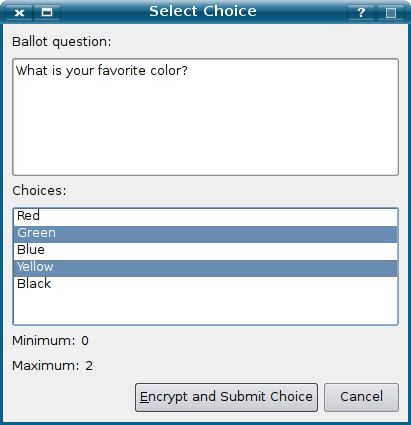 Select Choice
?
Ballot question:
What is your favorite color?
Choices:
Red
Green
Blue
Yellow
Black
Minimum: 0
Maximum: 2
Encrypt and Submit Choice
Cancel